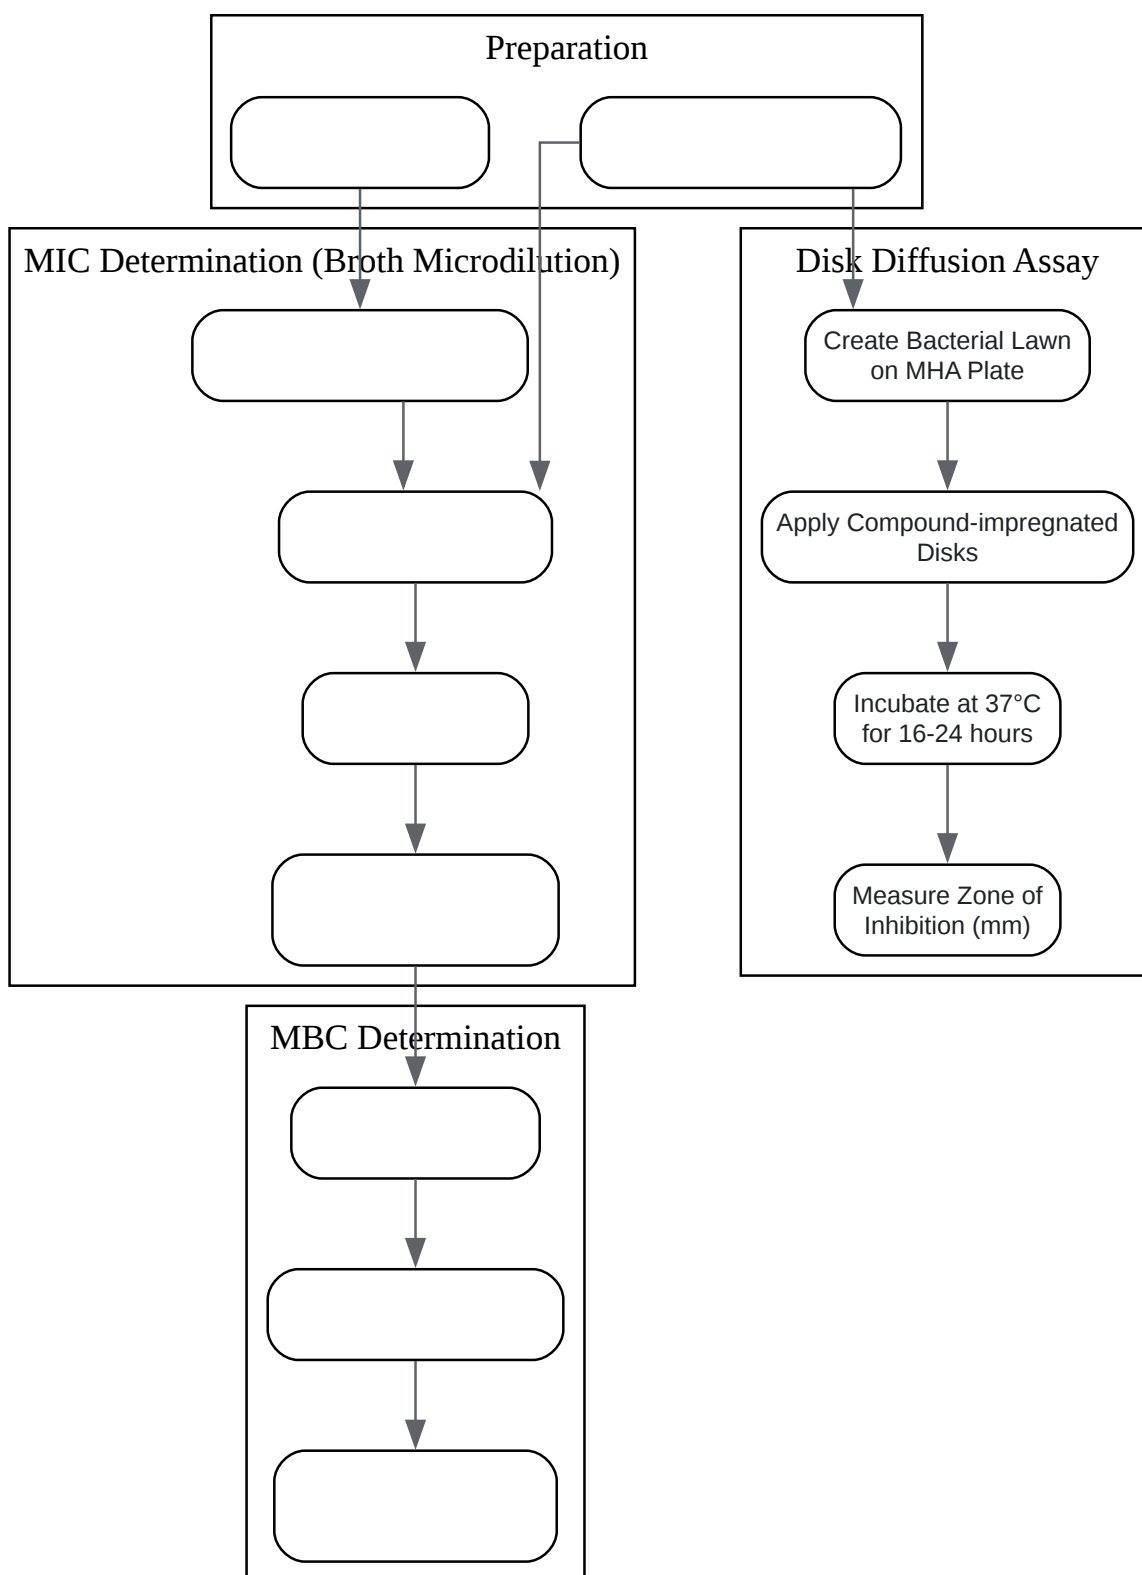 Preparation
MIC Determination (Broth Microdilution)
Disk Diffusion Assay
Create Bacterial Lawn
on MHA Plate
Apply Compound-impregnated
Disks
Incubate at 37°C
for 16-24 hours
Measure Zone of
Inhibition (mm)
MBC Determination